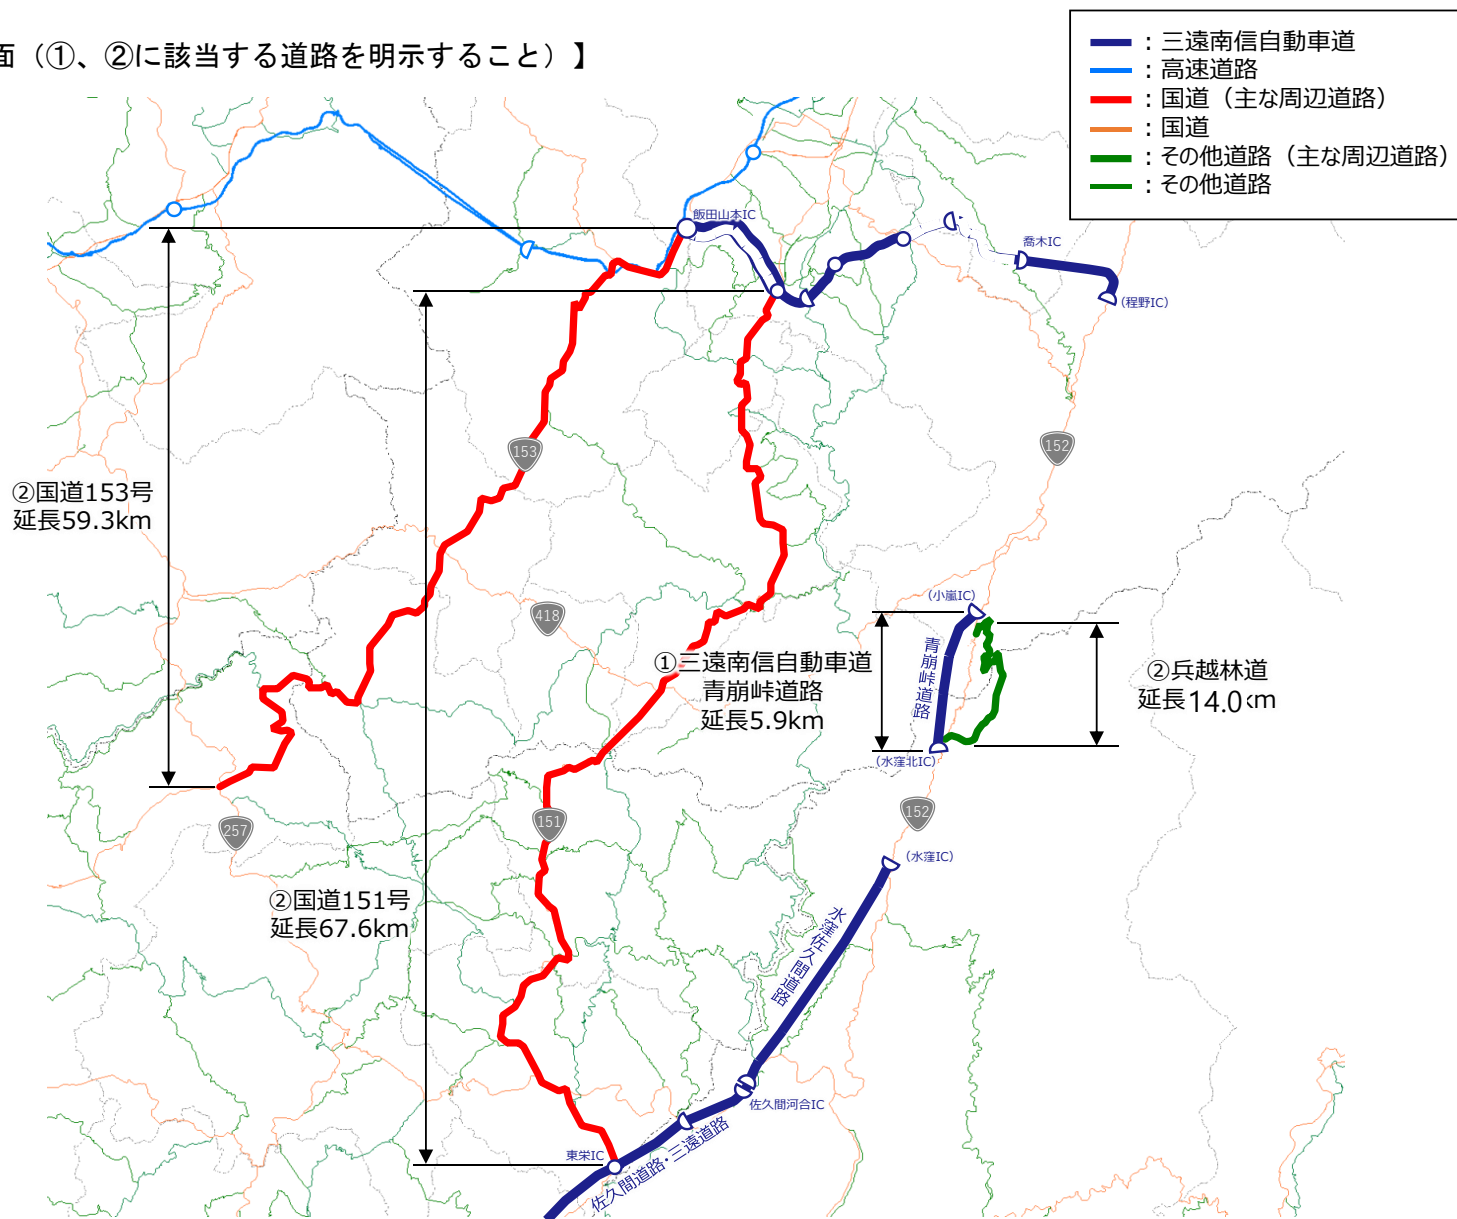 面（①、②に該当する道路を明示すること）】
：三遠南信自動車道
：高速道路
：国道（主な周辺道路）
：国道
：その他道路（主な周辺道路）
：その他道路
飯田山本IC
喬木IC
（程野IC）
153
152
②国道153号
延長59.3km
418
（小嵐IC）
青崩峠道路
①三遠南信自動車道
青崩峠道路
延長5.9km
②兵越林道
延長14.0km
（水窪北IC）
257
151
152
（水窪IC）
②国道151号
延長67.6km
水窪佐久間道路
佐久間河合IC
東栄IC
佐久間道路・三遠道路